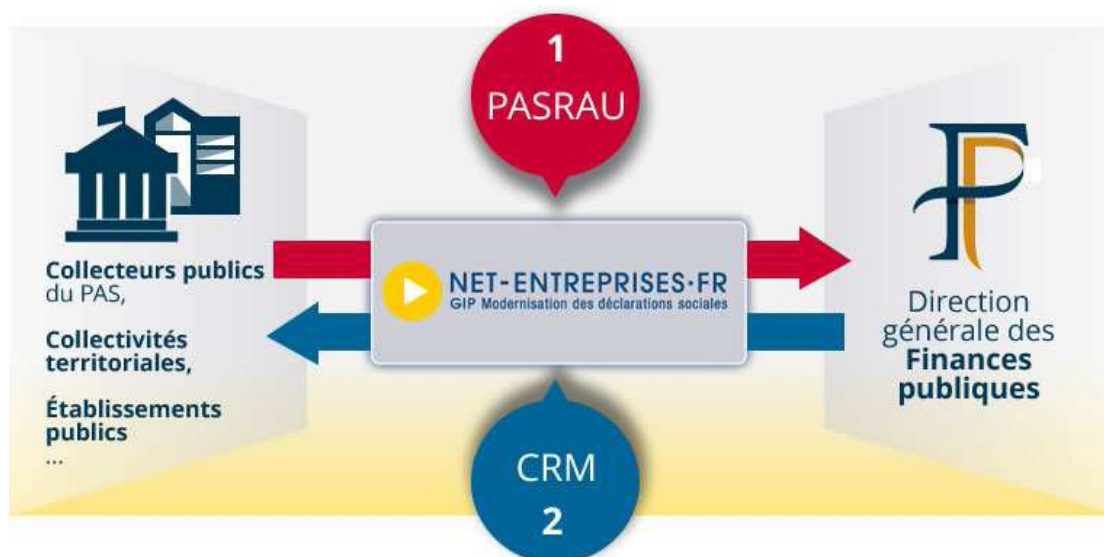 1
PASRAU
Collecteurs publics
du PAS,
Collectivités
territoriales,
Établissements
publics
...
NET-ENTREPRISES·FR
GIP Modernisation des déclarations sociales
Direction
générale des
Finances
publiques
CRM
2